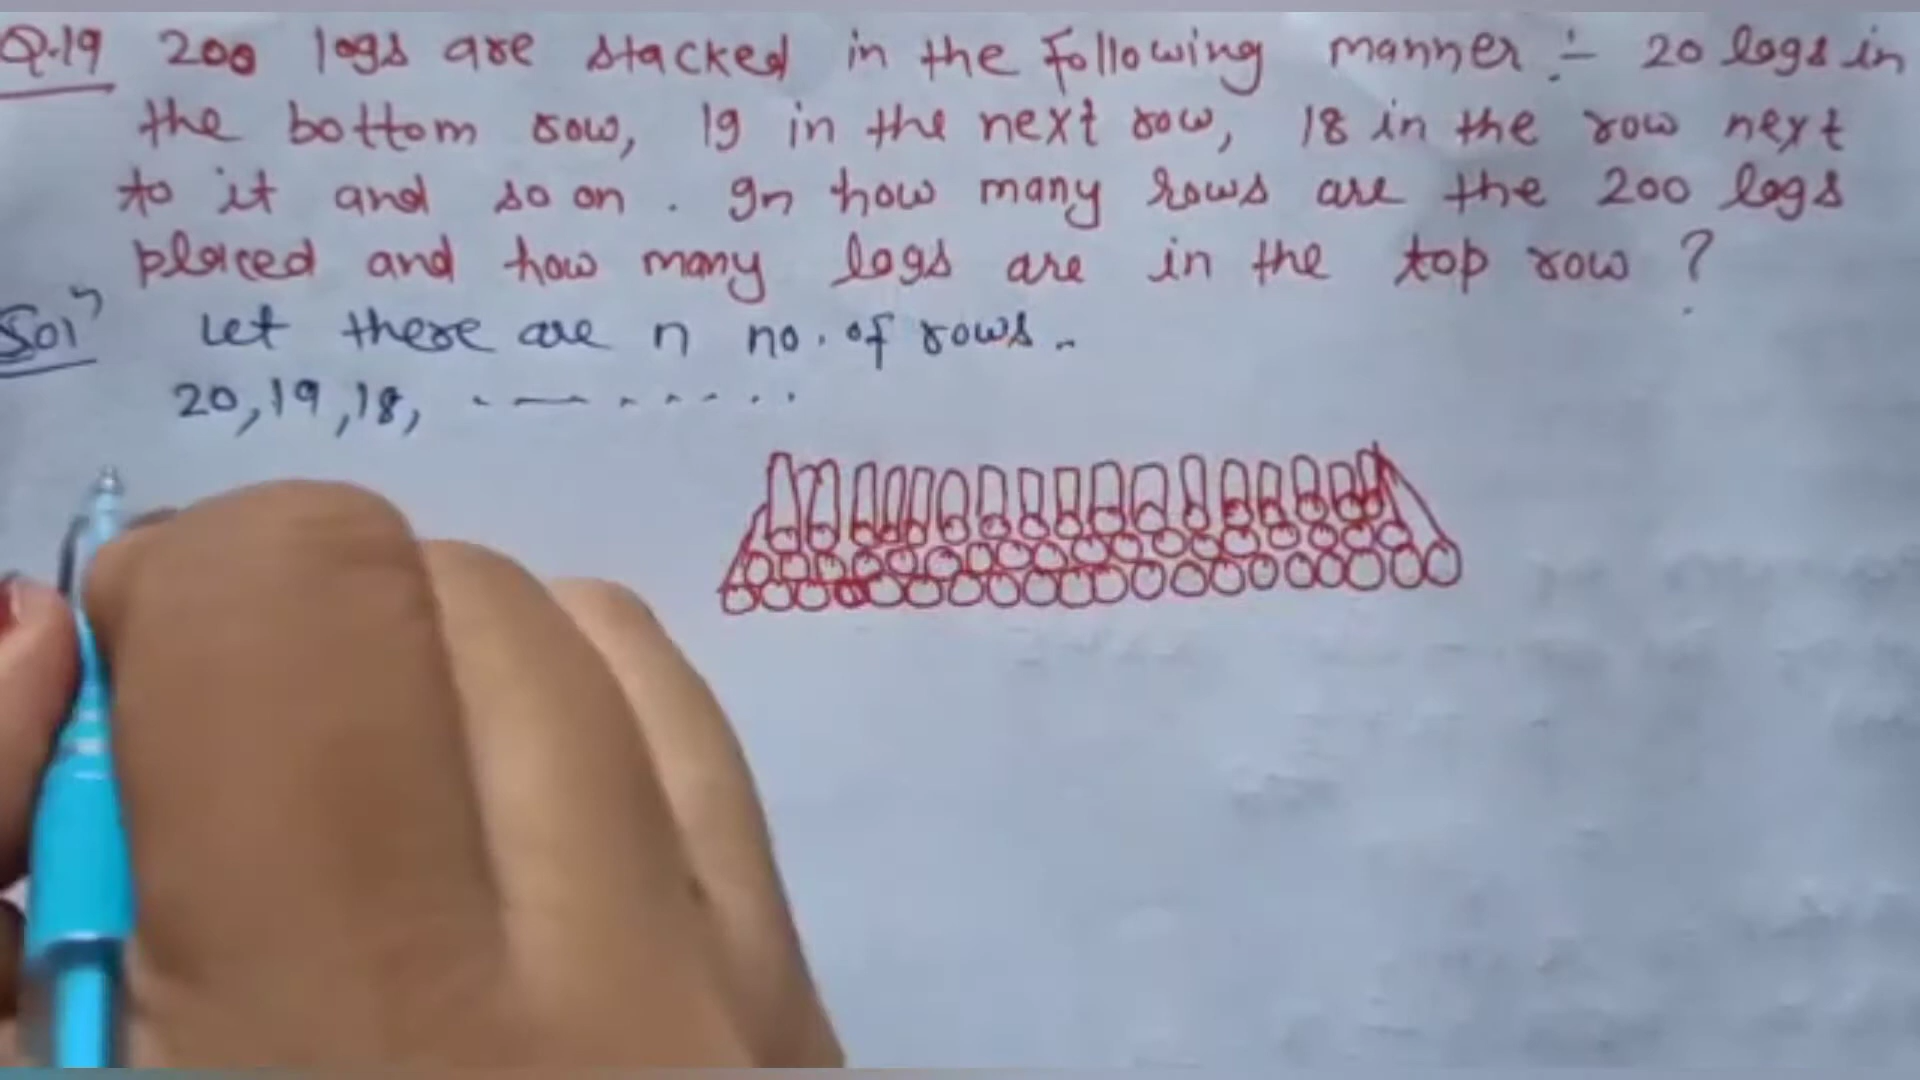 Q.19 200 logs are stacked in the following manner :- 20 logs in
the bottom row, 19 in the next row, 18 in the row next
to it and so on . In how many rows are the 200 logs
placed and how many logs are in the top row ?
Solⁿ Let there are n no. of rows.
20, 19, 18, - — - - - - - . .